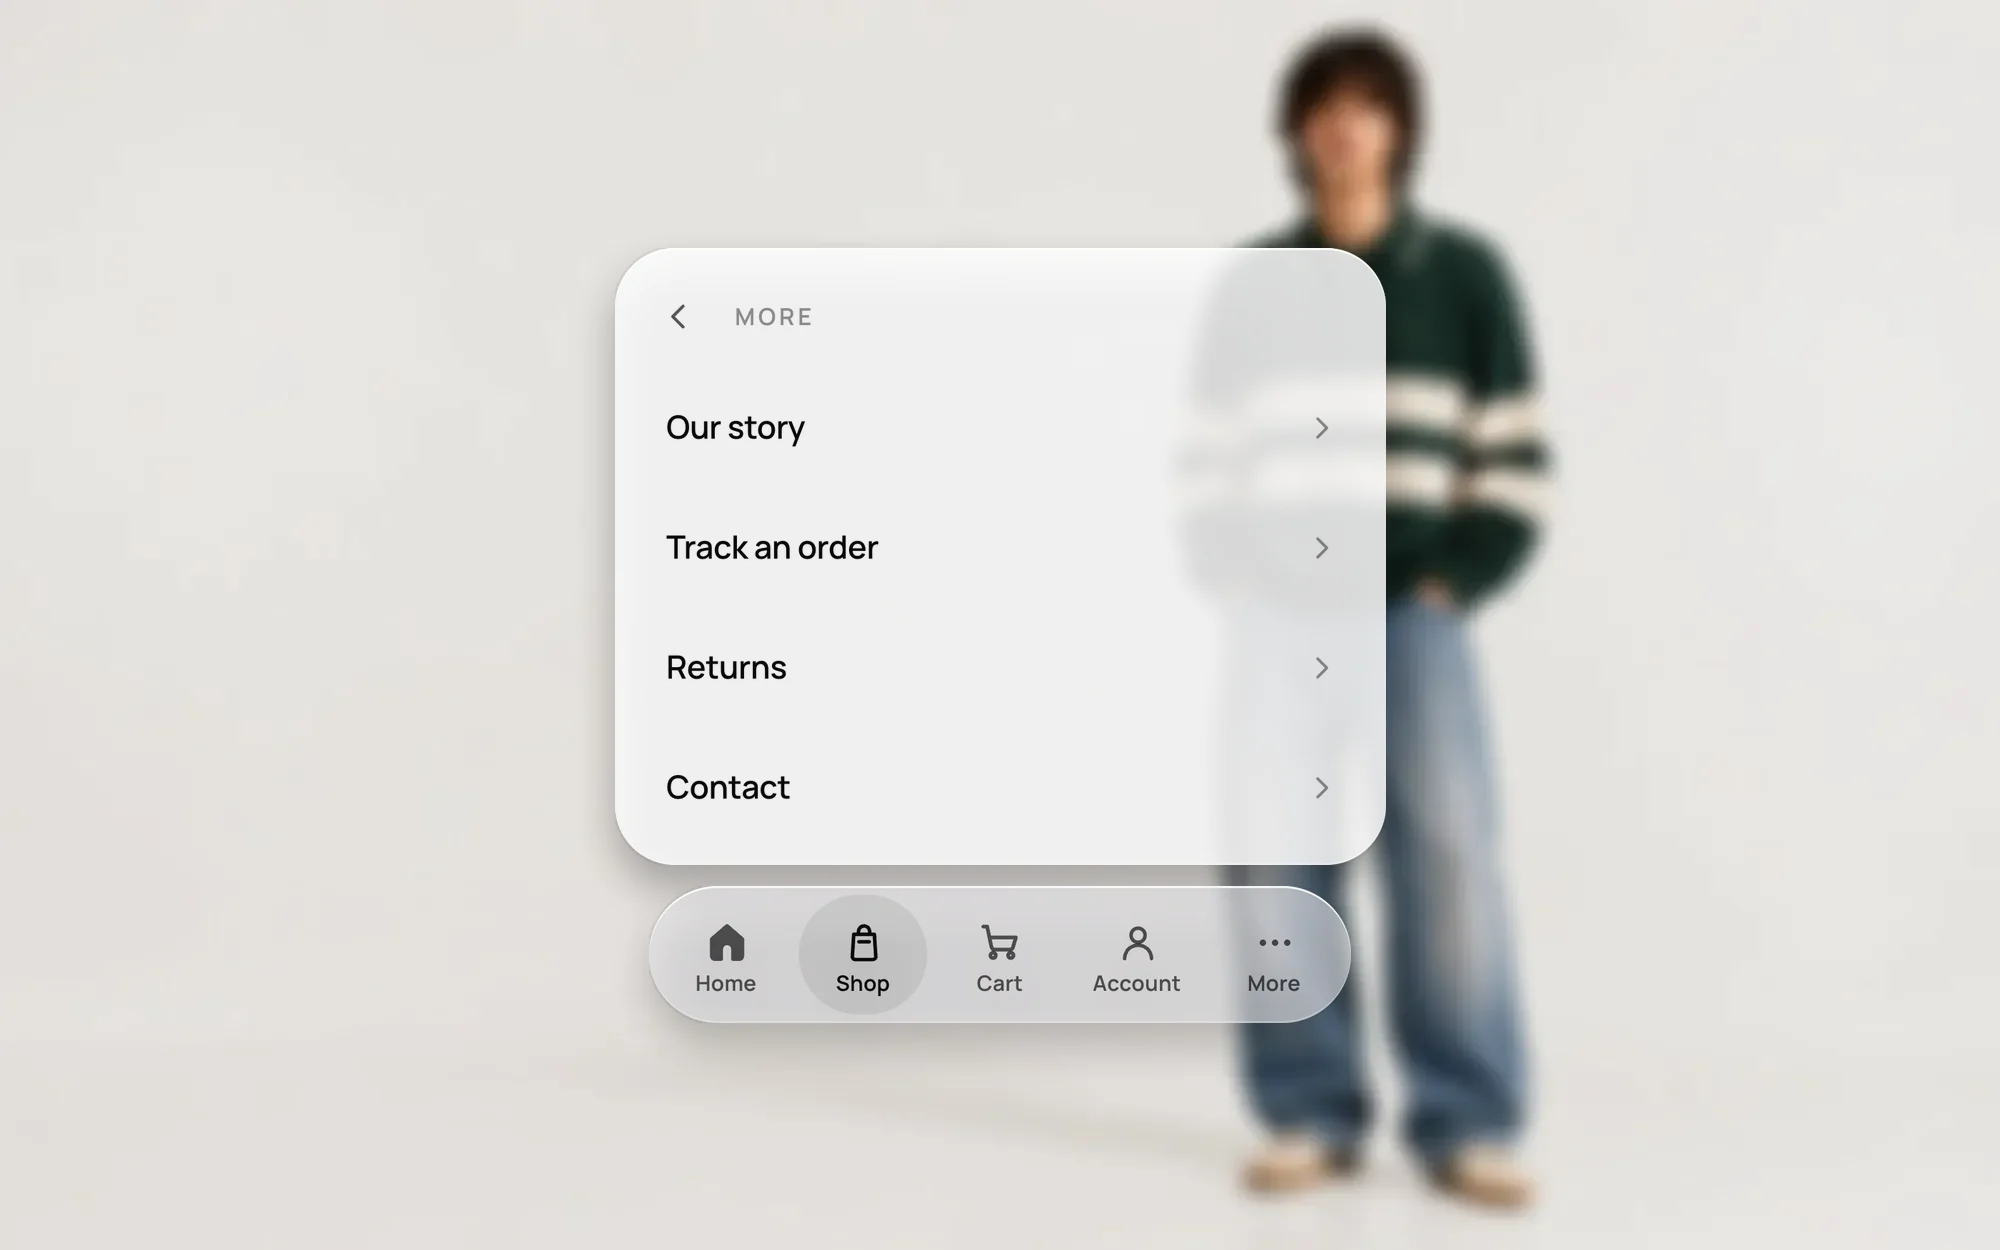 MORE
Our story
Track an order
Returns
Contact
Home
Shop
Cart
Account
More